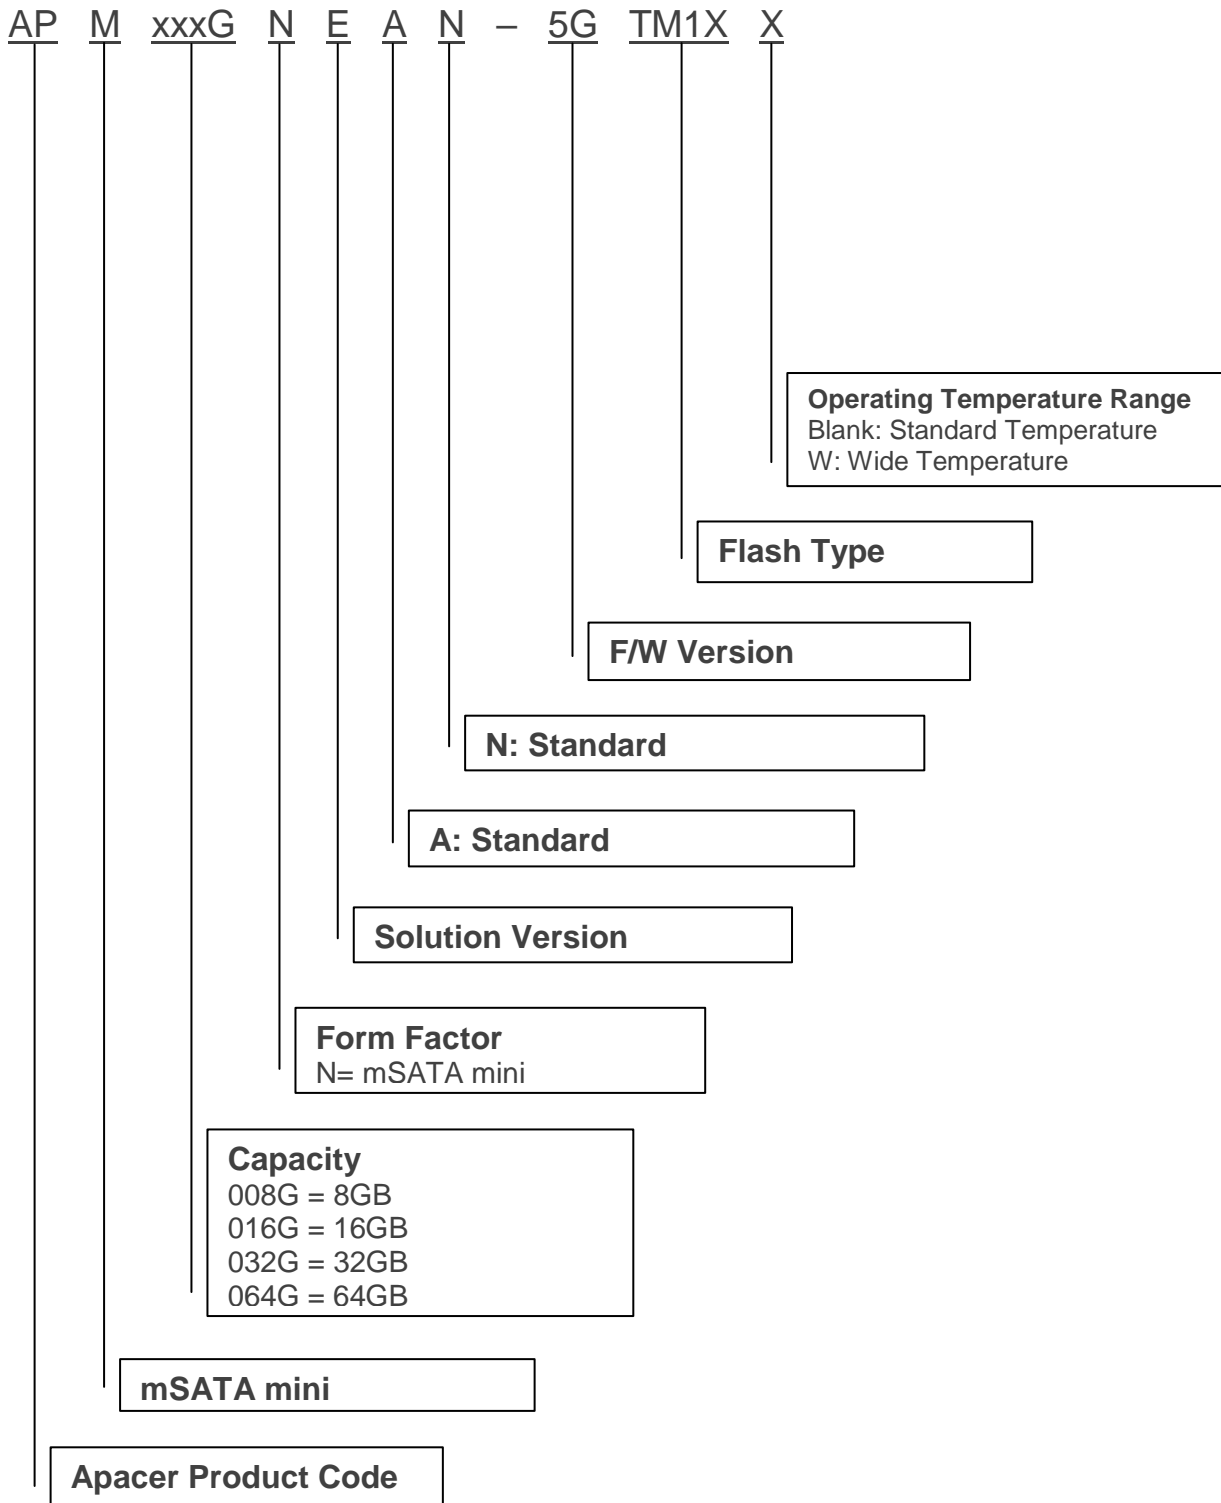 AP M xxxG N E A N – 5G TM1X X
Operating Temperature Range
Blank: Standard Temperature
W: Wide Temperature
Flash Type
F/W Version
N: Standard
A: Standard
Solution Version
Form Factor
N= mSATA mini
Capacity
008G = 8GB
016G = 16GB
032G = 32GB
064G = 64GB
mSATA mini
Apacer Product Code